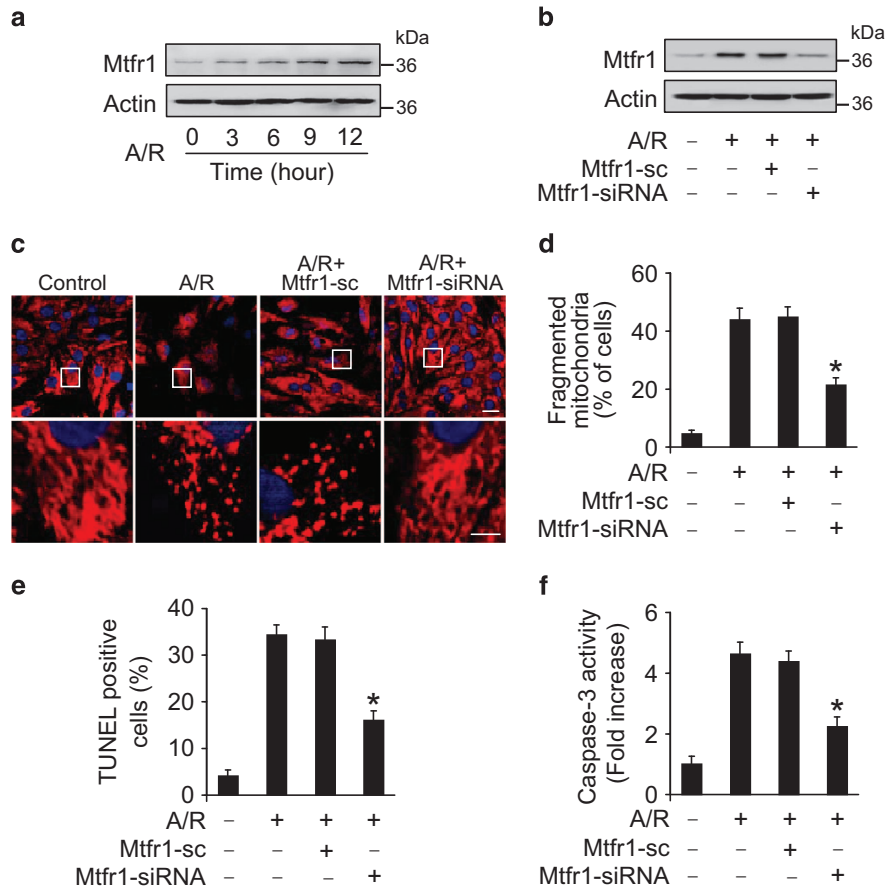 a
kDa
Mtfr1
36
Actin
36
0 3 6 9 12
A/R
Time (hour)
b
kDa
Mtfr1
36
Actin
36
A/R – + + +
Mtfr1-sc – – + –
Mtfr1-siRNA – – – +
c
Control
A/R
A/R+
Mtfr1-sc
A/R+
Mtfr1-siRNA
d
Fragmented
mitochondria
(% of cells)
60
40
20
0
*
A/R – + + +
Mtfr1-sc – – + –
Mtfr1-siRNA – – – +
e
TUNEL positive
cells (%)
40
30
20
10
0
*
A/R – + + +
Mtfr1-sc – – + –
Mtfr1-siRNA – – – +
f
Caspase-3 activity
(Fold increase)
6
4
2
0
*
A/R – + + +
Mtfr1-sc – – + –
Mtfr1-siRNA – – – +